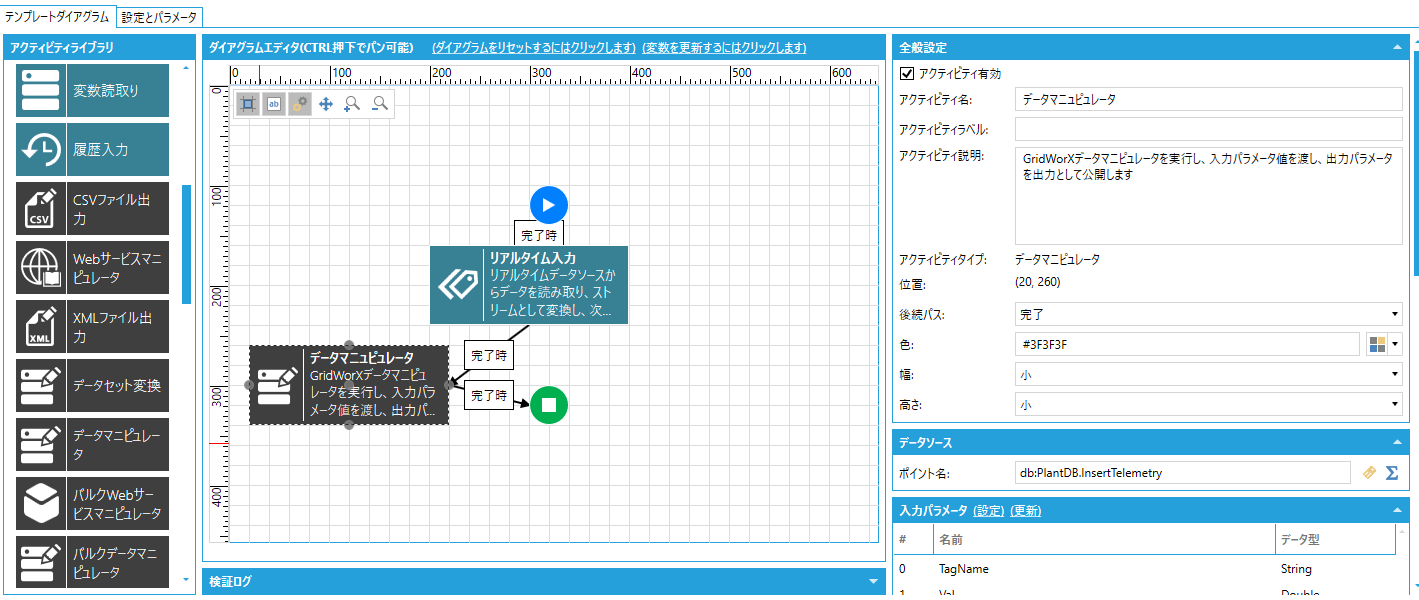 テンプレートダイアグラム 設定とパラメータ
アクティビティライブラリ
変数読取り
履歴入力
CSV
CSVファイル出
力
Webサービスマニ
ピュレータ
XML
XMLファイル出
力
データセット変換
データマニピュレー
タ
バルクWebサー
ビスマニピュレータ
バルクデータマニ
ピュレータ
ダイアグラムエディタ(CTRL押下でパン可能) (ダイアグラムをリセットするにはクリックします) (変数を更新するにはクリックします)
0 100 200 300 400 500 600
0
100
200
300
400
ab
完了時
リアルタイム入力
リアルタイムデータソースか
らデータを読み取り、スト
リームとして変換し、次...
完了時
データマニュピュレータ
GridWorXデータマニピュ
レータを実行し、入力パラ
メータ値を渡し、出力パ...
完了時
検証ログ
全般設定
アクティビティ有効
アクティビティ名: データマニュピュレータ
アクティビティラベル:
アクティビティ説明: GridWorXデータマニピュレータを実行し、入力パラメータ値を渡し、出力パラメータ
を出力として公開します
アクティビティタイプ: データマニピュレータ
位置: (20, 260)
後続パス: 完了
色: #3F3F3F
幅: 小
高さ: 小
データソース
ポイント名: db:PlantDB.InsertTelemetry
入力パラメータ (設定) (更新)
# 名前 データ型
0 TagName String
1 Val Double